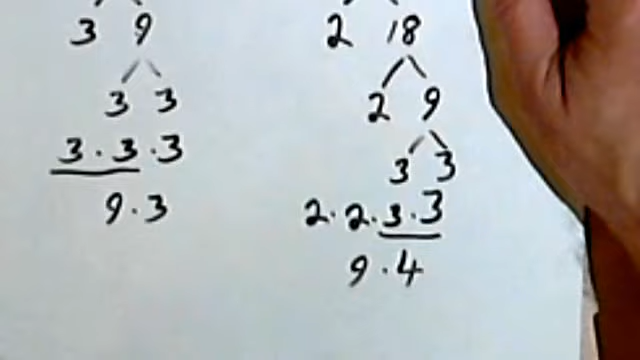 3 9
3 3
3 . 3 . 3
9 . 3
2 18
2 9
3 3
2 . 2 . 3 . 3
9 . 4